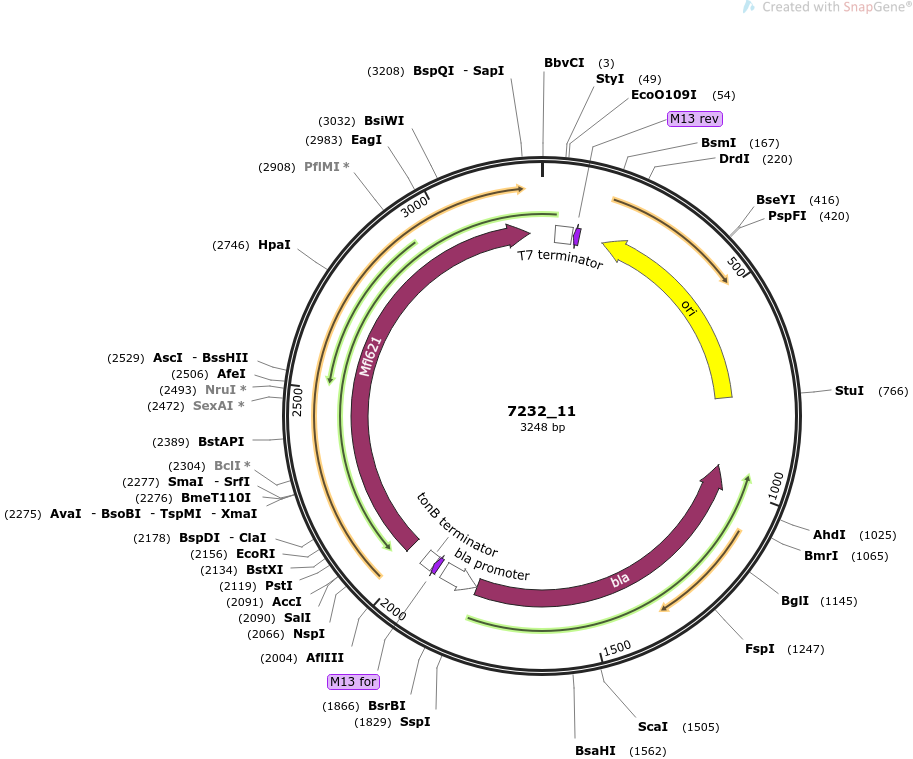 Created with SnapGene®
(3208) BspQI - SapI
BbvCI (3)
StyI (49)
EcoO109I (54)
M13 rev
(3032) BsiWI
(2983) EagI
(2908) PflMI *
BsmI (167)
DrdI (220)
BseYI (416)
PspFI (420)
3000
(2746) HpaI
T7 terminator
500
ori
Mfl621
(2529) AscI - BssHII
(2506) AfeI
(2493) NruI *
(2472) SexAI *
2500
StuI (766)
7232_11
3248 bp
(2389) BstAPI
(2304) BclI *
(2277) SmaI - SrfI
(2276) BmeT110I
(2275) AvaI - BsoBI - TspMI - XmaI
1000
(2178) BspDI - ClaI
(2156) EcoRI
(2134) BstXI
(2119) PstI
(2091) AccI
(2090) SalI
(2066) NspI
(2004) AflIII
tonB terminator
bla promoter
bla
AhdI (1025)
BmrI (1065)
BglI (1145)
FspI (1247)
2000
1500
M13 for
(1866) BsrBI
(1829) SspI
ScaI (1505)
BsaHI (1562)